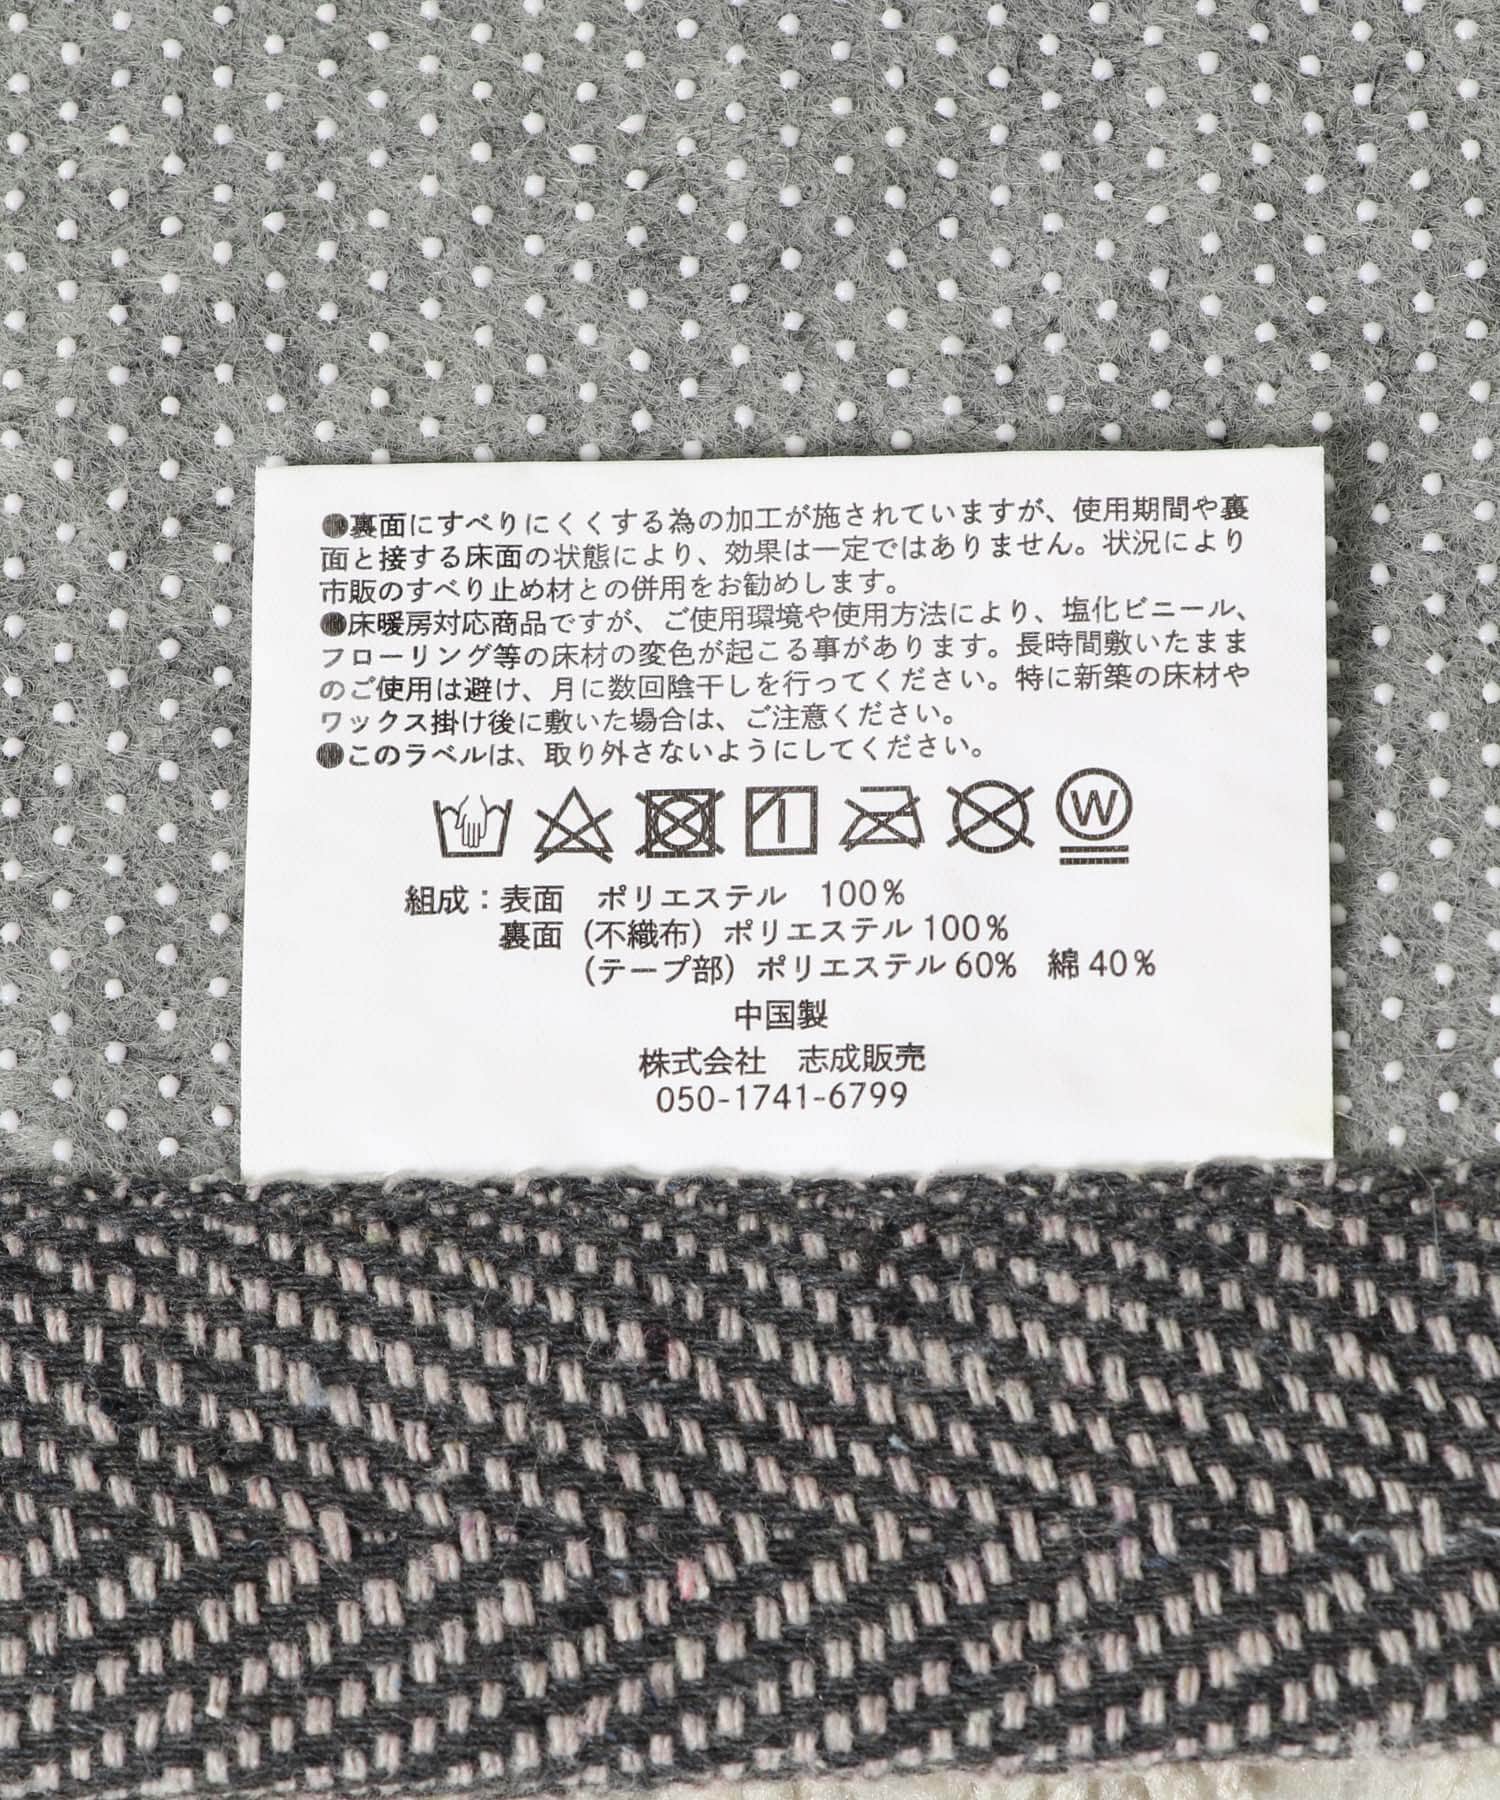 ●裏面にすべりにくくする為の加工が施されていますが、使用期間や裏
面と接する床面の状態により、効果は一定ではありません。状況により
市販のすべり止め材との併用をお勧めします。
●床暖房対応商品ですが、ご使用環境や使用方法により、塩化ビニール、
フローリング等の床材の変色が起こる事があります。長時間敷いたまま
のご使用は避け、月に数回陰干しを行ってください。特に新築の床材や
ワックス掛け後に敷いた場合は、ご注意ください。
●このラベルは、取り外さないようにしてください。
W
組成：表面　ポリエステル　100％
裏面（不織布）ポリエステル100％
（テープ部）ポリエステル60%　綿40％
中国製
株式会社　志成販売
050-1741-6799